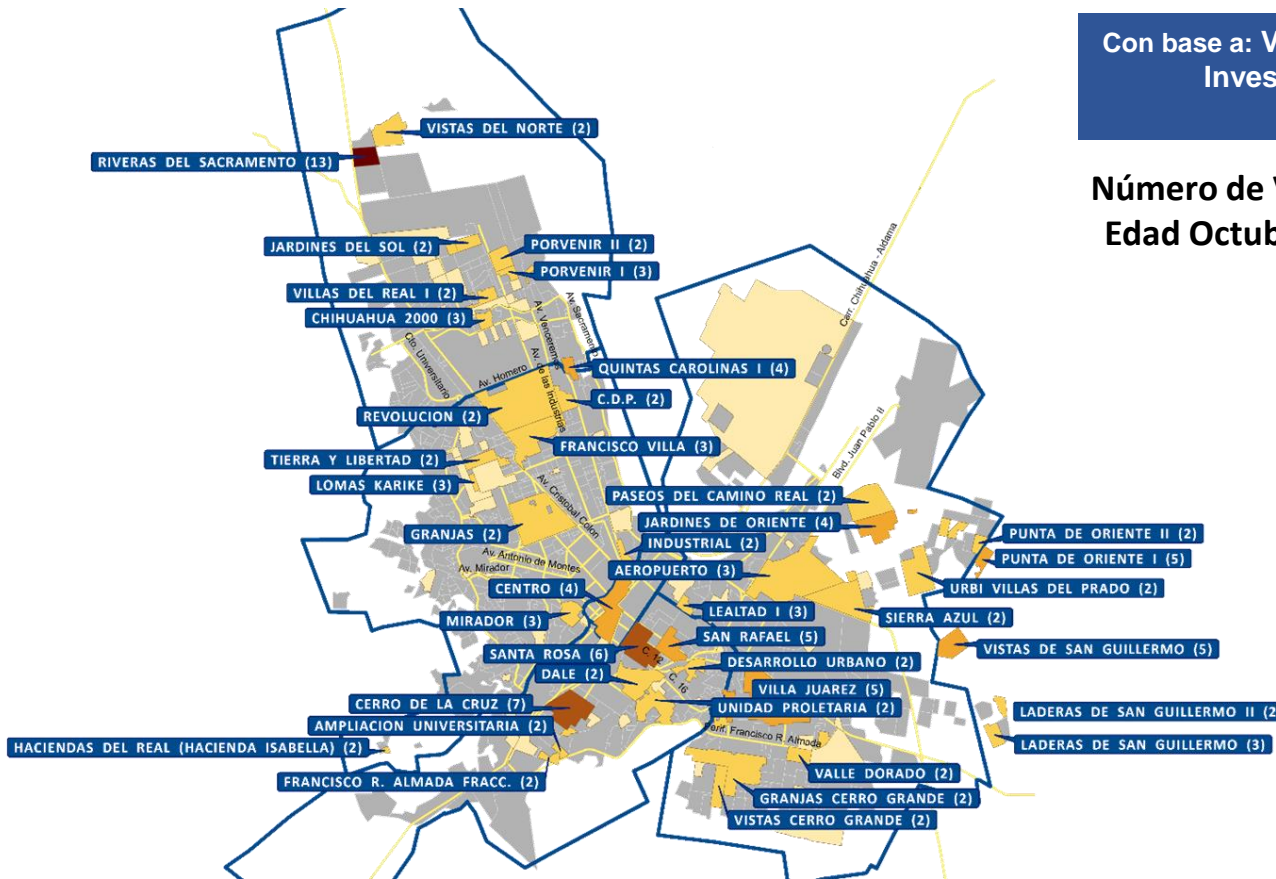 Con base a: V
Inves
Número de V
Edad Octub
VISTAS DEL NORTE (2)
RIVERAS DEL SACRAMENTO (13)
JARDINES DEL SOL (2)
PORVENIR II (2)
PORVENIR I (3)
VILLAS DEL REAL I (2)
CHIHUAHUA 2000 (3)
Av. Sacramento
Av. Venceremos
Av. de las Industrias
Cto. Universitario
Av. Homero
Carr. Chihuahua - Aldama
QUINTAS CAROLINAS I (4)
C.D.P. (2)
REVOLUCION (2)
FRANCISCO VILLA (3)
TIERRA Y LIBERTAD (2)
LOMAS KARIKE (3)
Blvd. Juan Pablo II
Av. Cristobal Colon
PASEOS DEL CAMINO REAL (2)
JARDINES DE ORIENTE (4)
GRANJAS (2)
INDUSTRIAL (2)
PUNTA DE ORIENTE II (2)
PUNTA DE ORIENTE I (5)
Av. Antonio de Montes
Av. Mirador
AEROPUERTO (3)
URBI VILLAS DEL PRADO (2)
CENTRO (4)
LEALTAD I (3)
SIERRA AZUL (2)
MIRADOR (3)
SAN RAFAEL (5)
VISTAS DE SAN GUILLERMO (5)
SANTA ROSA (6)
C. 12
DESARROLLO URBANO (2)
DALE (2)
C. 16
VILLA JUAREZ (5)
CERRO DE LA CRUZ (7)
UNIDAD PROLETARIA (2)
LADERAS DE SAN GUILLERMO II (2
AMPLIACION UNIVERSITARIA (2)
Perif. Francisco R. Almada
LADERAS DE SAN GUILLERMO (3)
HACIENDAS DEL REAL (HACIENDA ISABELLA) (2)
VALLE DORADO (2)
FRANCISCO R. ALMADA FRACC. (2)
GRANJAS CERRO GRANDE (2)
VISTAS CERRO GRANDE (2)